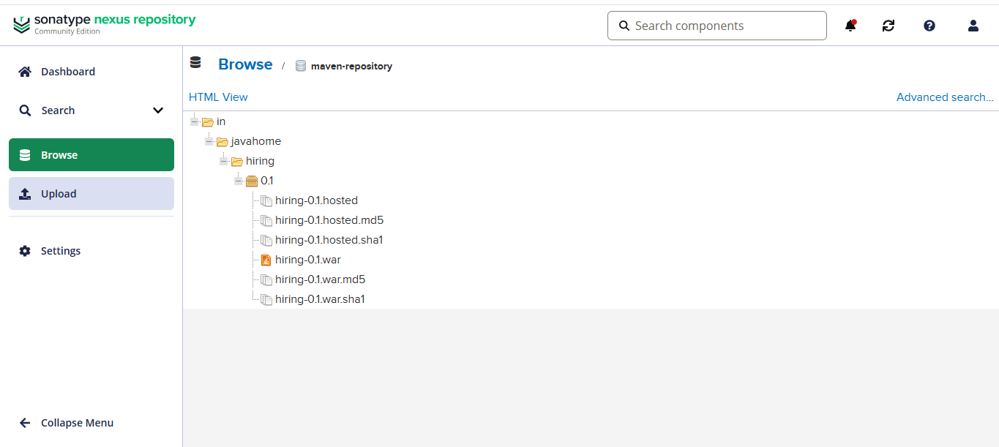 sonatype nexus repository
Community Edition
Search components
Dashboard
Search
Browse
Upload
Settings
Collapse Menu
Browse / maven-repository
HTML View
Advanced search...
in
javahome
hiring
0.1
hiring-0.1.hosted
hiring-0.1.hosted.md5
hiring-0.1.hosted.sha1
hiring-0.1.war
hiring-0.1.war.md5
hiring-0.1.war.sha1